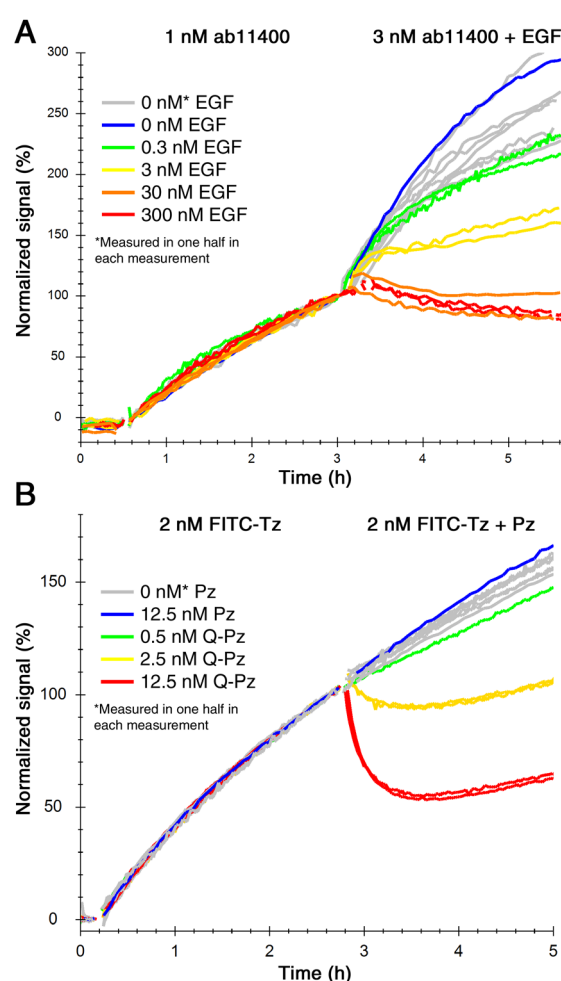 A
1 nM ab11400
3 nM ab11400 + EGF
300
250
200
150
100
50
0
Normalized signal (%)
0 nM* EGF
0 nM EGF
0.3 nM EGF
3 nM EGF
30 nM EGF
300 nM EGF
*Measured in one half in
each measurement
0 1 2 3 4 5
Time (h)
B
2 nM FITC-Tz
2 nM FITC-Tz + Pz
150
100
50
0
Normalized signal (%)
0 nM* Pz
12.5 nM Pz
0.5 nM Q-Pz
2.5 nM Q-Pz
12.5 nM Q-Pz
*Measured in one half in
each measurement
0 1 2 3 4 5
Time (h)